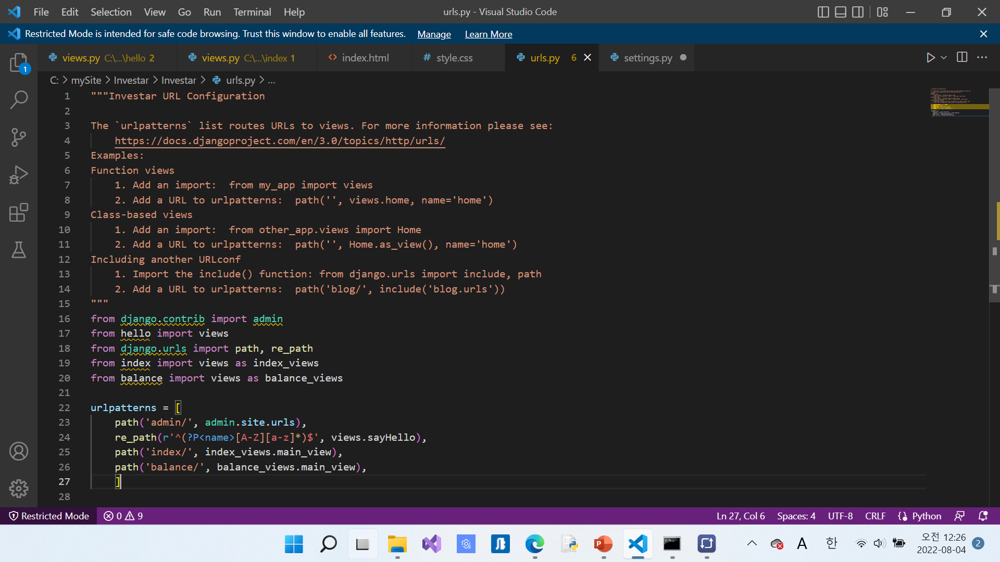 File Edit Selection View Go Run Terminal Help urls.py - Visual Studio Code
Restricted Mode is intended for safe code browsing. Trust this window to enable all features. Manage Learn More
views.py C:\...\hello 2 views.py C:\...\index 1 index.html # style.css urls.py 6 settings.py
C: > mySite > Investar > Investar > urls.py > ...
1 """Investar URL Configuration
2
3 The `urlpatterns` list routes URLs to views. For more information please see:
4 https://docs.djangoproject.com/en/3.0/topics/http/urls/
5 Examples:
6 Function views
7 1. Add an import:  from my_app import views
8 2. Add a URL to urlpatterns:  path('', views.home, name='home')
9 Class-based views
10 1. Add an import:  from other_app.views import Home
11 2. Add a URL to urlpatterns:  path('', Home.as_view(), name='home')
12 Including another URLconf
13 1. Import the include() function: from django.urls import include, path
14 2. Add a URL to urlpatterns:  path('blog/', include('blog.urls'))
15 """
16 from django.contrib import admin
17 from hello import views
18 from django.urls import path, re_path
19 from index import views as index_views
20 from balance import views as balance_views
21
22 urlpatterns = [
23 path('admin/', admin.site.urls),
24 re_path(r'^(?P<name>[A-Z][a-z]*)$', views.sayHello),
25 path('index/', index_views.main_view),
26 path('balance/', balance_views.main_view),
27 ]
28
1
Restricted Mode 0 9 Ln 27, Col 6 Spaces: 4 UTF-8 CRLF Python
A 한 오전 12:26
2022-08-04 2